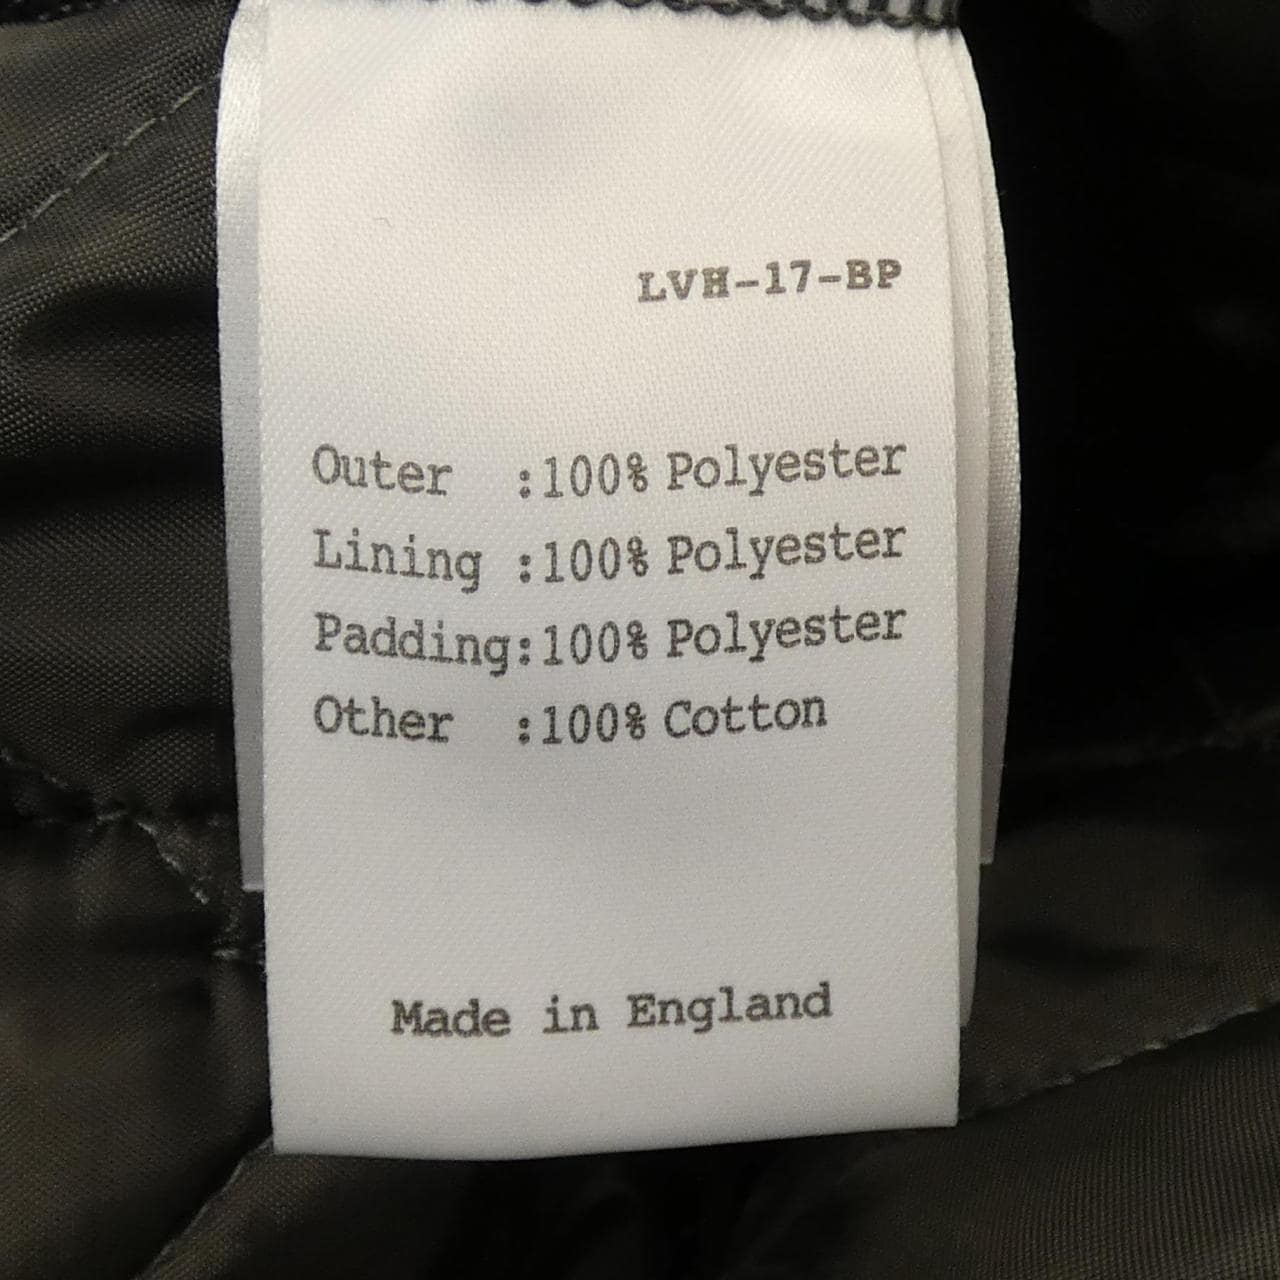 LVH-17-BP
Outer :100% Polyester
Lining :100% Polyester
Padding:100% Polyester
Other :100% Cotton
Made in England